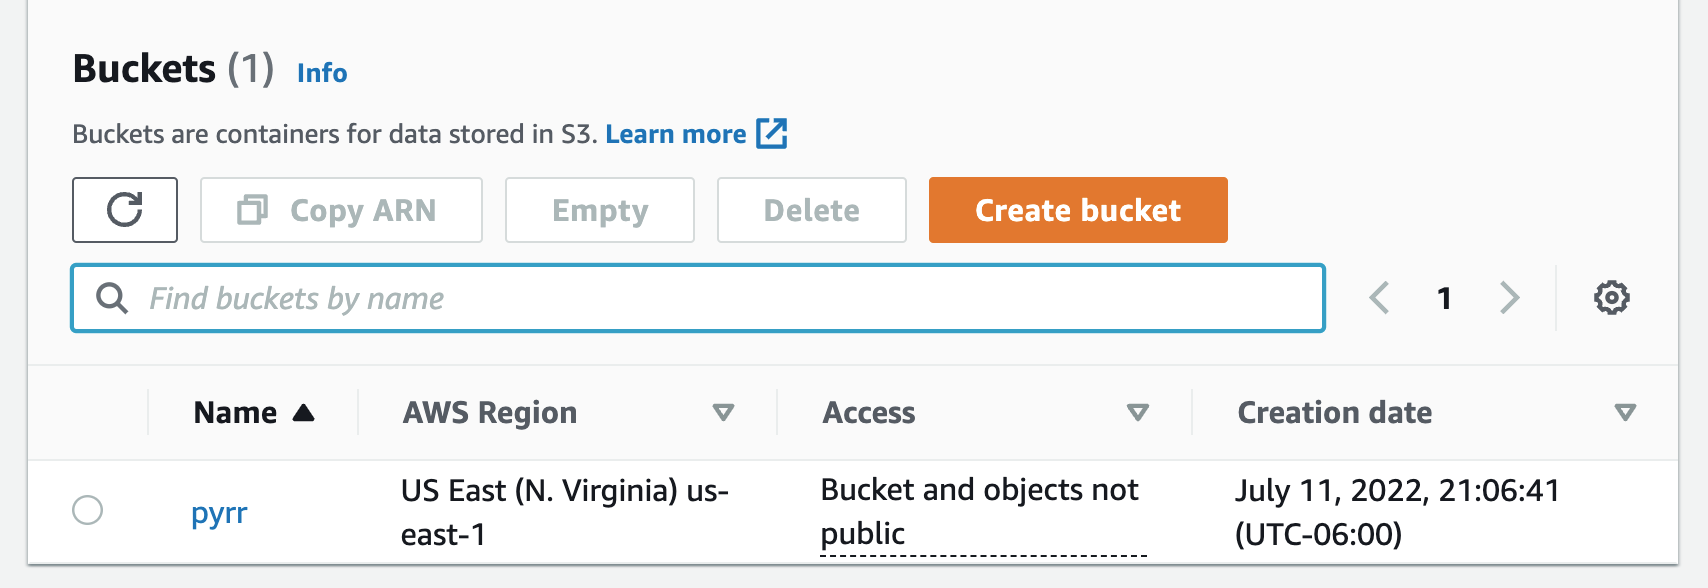 Buckets (1) Info
Buckets are containers for data stored in S3. Learn more
Copy ARN Empty Delete Create bucket
Find buckets by name 1
Name AWS Region Access Creation date
pyrr US East (N. Virginia) us- Bucket and objects not July 11, 2022, 21:06:41
east-1 public (UTC-06:00)